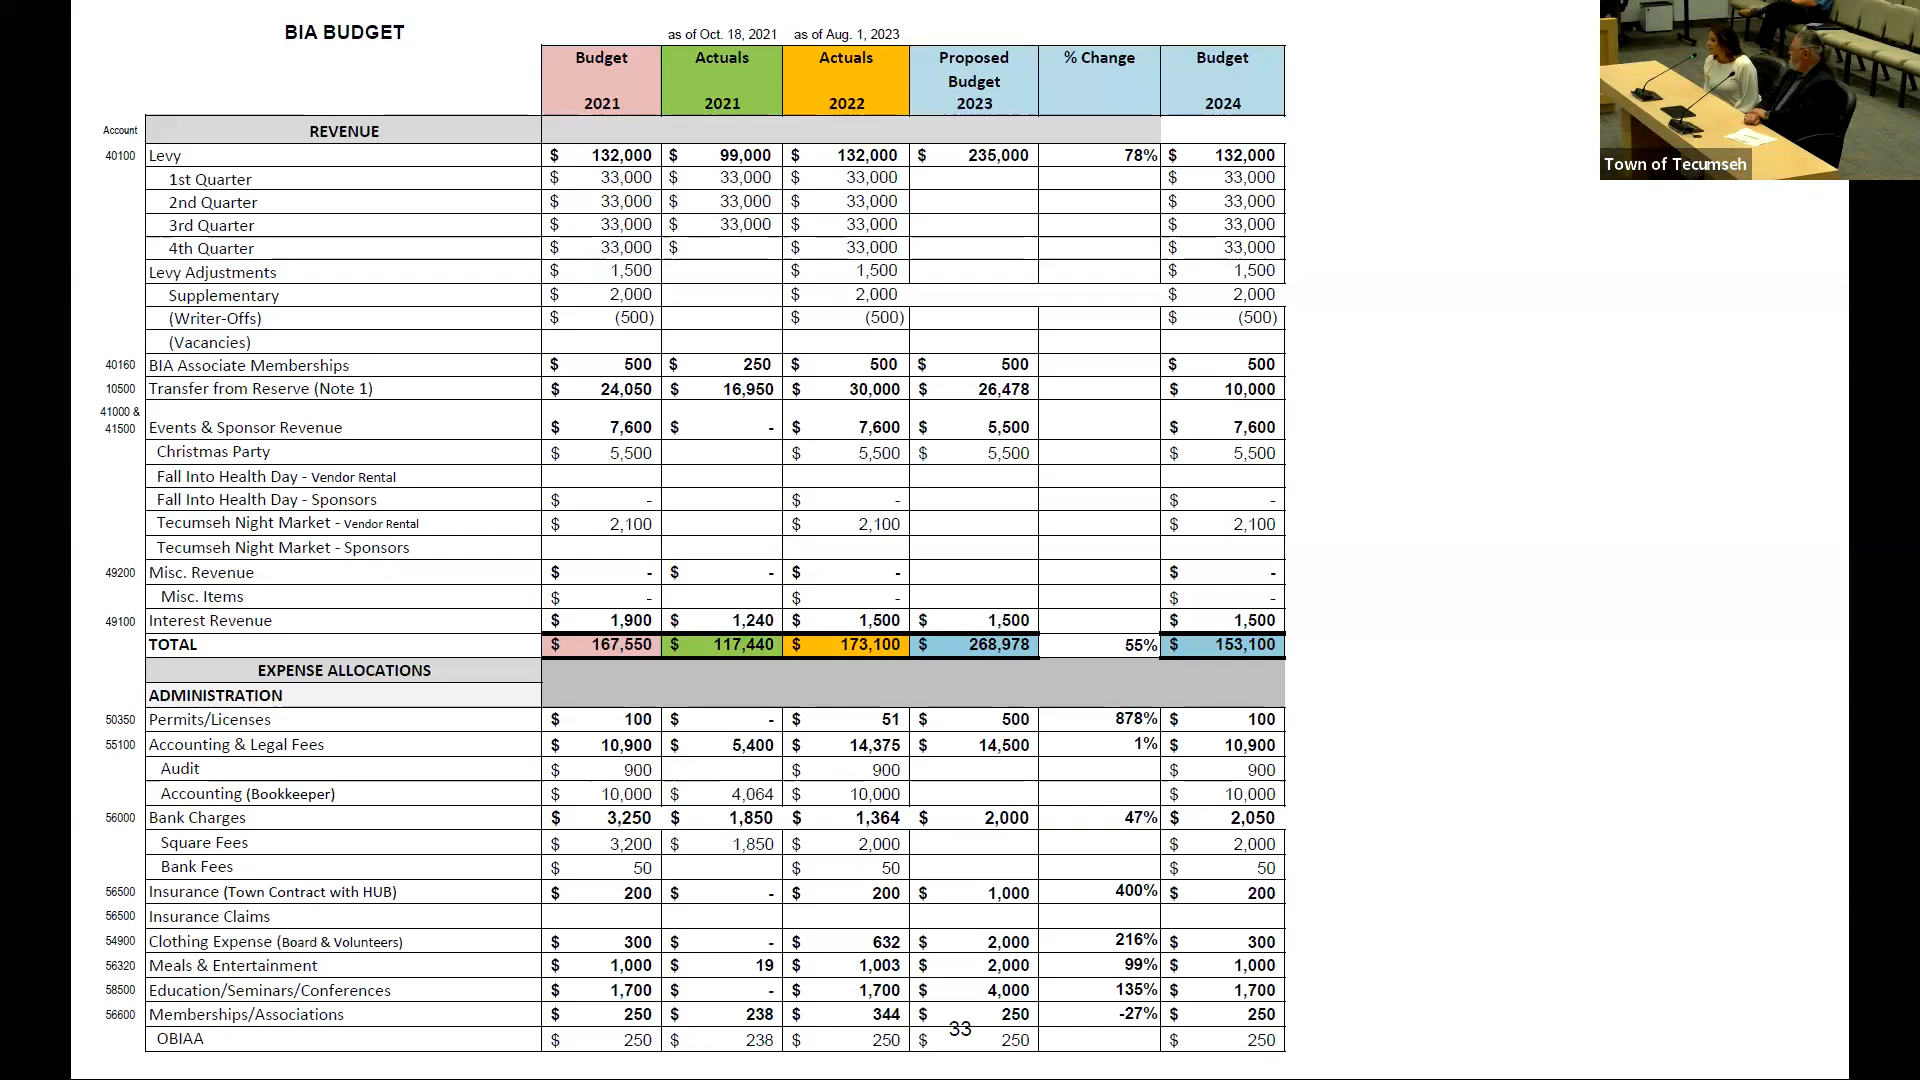 BIA BUDGET as of Oct. 18, 2021 as of Aug. 1, 2023
Budget 2021 Actuals 2021 Actuals 2022 Proposed Budget 2023 % Change Budget 2024
Account REVENUE
40100 Levy $ 132,000 $ 99,000 $ 132,000 $ 235,000 78% $ 132,000
1st Quarter $ 33,000 $ 33,000 $ 33,000 $ 33,000
2nd Quarter $ 33,000 $ 33,000 $ 33,000 $ 33,000
3rd Quarter $ 33,000 $ 33,000 $ 33,000 $ 33,000
4th Quarter $ 33,000 $ $ 33,000 $ 33,000
Levy Adjustments $ 1,500 $ 1,500 $ 1,500
Supplementary $ 2,000 $ 2,000 $ 2,000
(Writer-Offs) $ (500) $ (500) $ (500)
(Vacancies)
40160 BIA Associate Memberships $ 500 $ 250 $ 500 $ 500 $ 500
10500 Transfer from Reserve (Note 1) $ 24,050 $ 16,950 $ 30,000 $ 26,478 $ 10,000
41000 &
41500 Events & Sponsor Revenue $ 7,600 $ - $ 7,600 $ 5,500 $ 7,600
Christmas Party $ 5,500 $ 5,500 $ 5,500 $ 5,500
Fall Into Health Day - Vendor Rental
Fall Into Health Day - Sponsors $ - $ - $ -
Tecumseh Night Market - Vendor Rental $ 2,100 $ 2,100 $ 2,100
Tecumseh Night Market - Sponsors
49200 Misc. Revenue $ - $ - $ - $ -
Misc. Items $ - $ - $ -
49100 Interest Revenue $ 1,900 $ 1,240 $ 1,500 $ 1,500 $ 1,500
TOTAL $ 167,550 $ 117,440 $ 173,100 $ 268,978 55% $ 153,100
EXPENSE ALLOCATIONS
ADMINISTRATION
50350 Permits/Licenses $ 100 $ - $ 51 $ 500 878% $ 100
55100 Accounting & Legal Fees $ 10,900 $ 5,400 $ 14,375 $ 14,500 1% $ 10,900
Audit $ 900 $ 900 $ 900
Accounting (Bookkeeper) $ 10,000 $ 4,064 $ 10,000 $ 10,000
56000 Bank Charges $ 3,250 $ 1,850 $ 1,364 $ 2,000 47% $ 2,050
Square Fees $ 3,200 $ 1,850 $ 2,000 $ 2,000
Bank Fees $ 50 $ 50 $ 50
56500 Insurance (Town Contract with HUB) $ 200 $ - $ 200 $ 1,000 400% $ 200
56500 Insurance Claims
54900 Clothing Expense (Board & Volunteers) $ 300 $ - $ 632 $ 2,000 216% $ 300
56320 Meals & Entertainment $ 1,000 $ 19 $ 1,003 $ 2,000 99% $ 1,000
58500 Education/Seminars/Conferences $ 1,700 $ - $ 1,700 $ 4,000 135% $ 1,700
56600 Memberships/Associations $ 250 $ 238 $ 344 $ 250 -27% $ 250
OBIAA $ 250 $ 238 $ 250 $ 250 $ 250
33
Town of Tecumseh